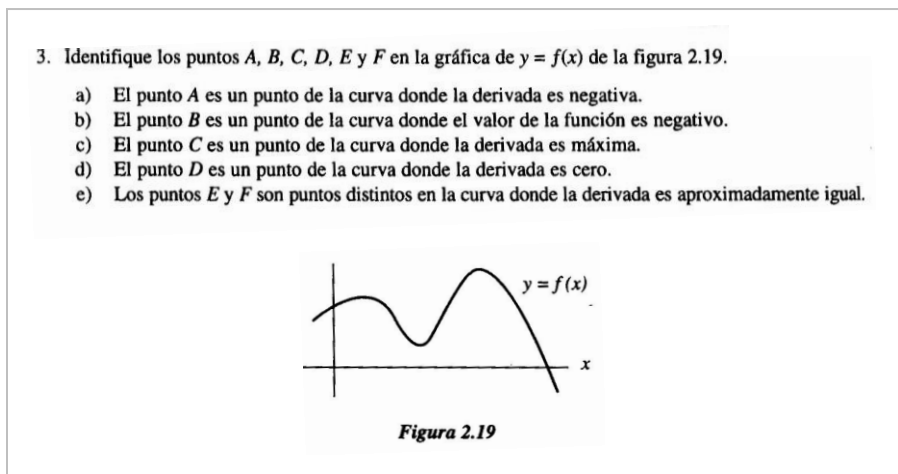 3. Identifique los puntos A, B, C, D, E y F en la gráfica de y = f(x) de la figura 2.19.
a) El punto A es un punto de la curva donde la derivada es negativa.
b) El punto B es un punto de la curva donde el valor de la función es negativo.
c) El punto C es un punto de la curva donde la derivada es máxima.
d) El punto D es un punto de la curva donde la derivada es cero.
e) Los puntos E y F son puntos distintos en la curva donde la derivada es aproximadamente igual.
y = f(x)
x
Figura 2.19